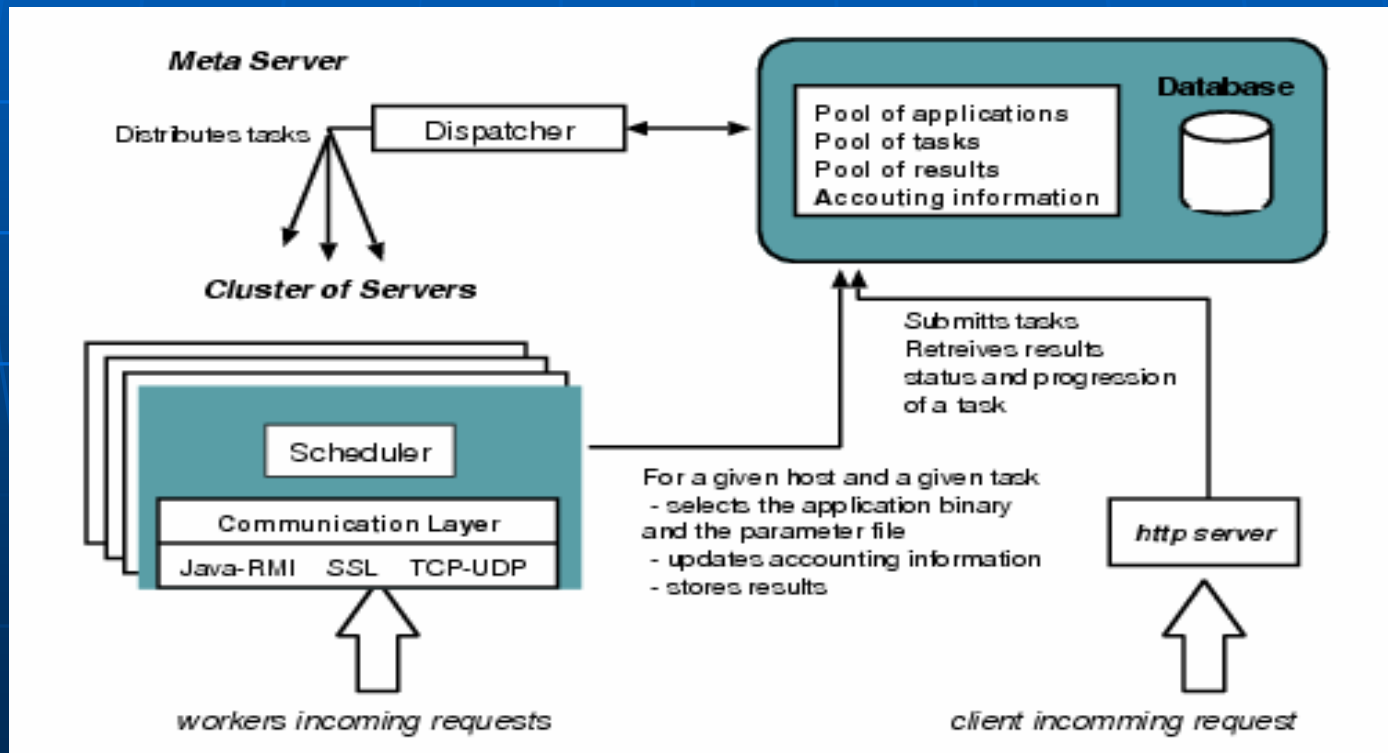 Meta Server
Distributes tasks
Dispatcher
Database
Pool of applications
Pool of tasks
Pool of results
Accouting information
Cluster of Servers
Submitts tasks
Retreives results
status and progression
of a task
Scheduler
Communication Layer
Java-RMI SSL TCP-UDP
For a given host and a given task
- selects the application binary
and the parameter file
- updates accounting information
- stores results
http server
workers incoming requests
client incomming request